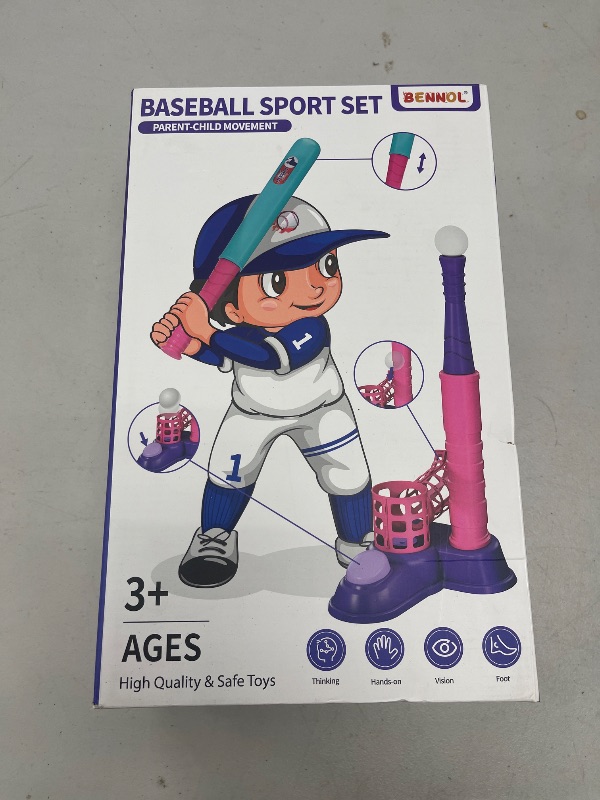 BASEBALL SPORT SET
BENNOL®
PARENT-CHILD MOVEMENT
1
1
3+
AGES
High Quality & Safe Toys
Thinking
Hands-on
Vision
Foot